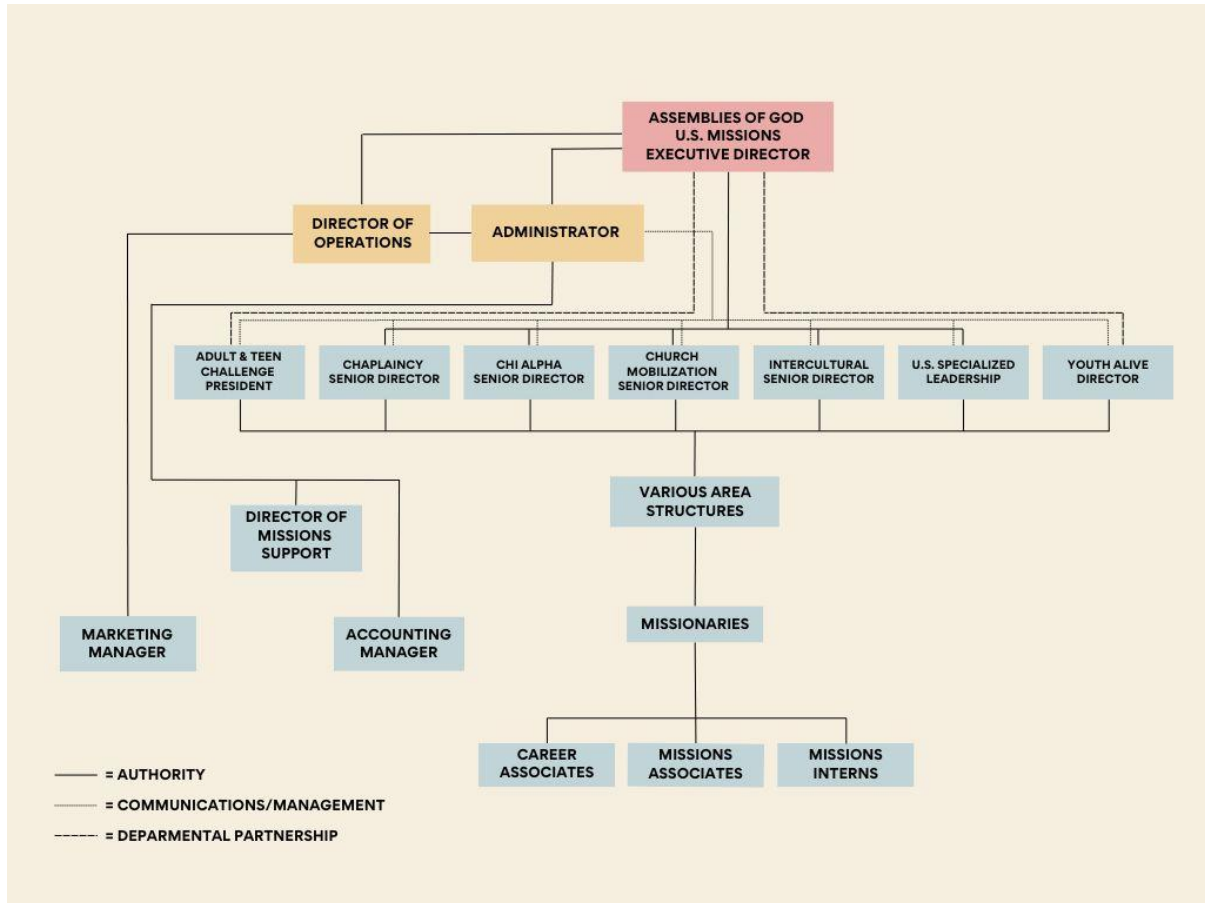 ASSEMBLIES OF GOD
U.S. MISSIONS
EXECUTIVE DIRECTOR
DIRECTOR OF
OPERATIONS
ADMINISTRATOR
ADULT & TEEN
CHALLENGE
PRESIDENT
CHAPLAINCY
SENIOR DIRECTOR
CHI ALPHA
SENIOR DIRECTOR
CHURCH
MOBILIZATION
SENIOR DIRECTOR
INTERCULTURAL
SENIOR DIRECTOR
U.S. SPECIALIZED
LEADERSHIP
YOUTH ALIVE
DIRECTOR
VARIOUS AREA
STRUCTURES
DIRECTOR OF
MISSIONS
SUPPORT
MARKETING
MANAGER
ACCOUNTING
MANAGER
MISSIONARIES
CAREER
ASSOCIATES
MISSIONS
ASSOCIATES
MISSIONS
INTERNS
= AUTHORITY
= COMMUNICATIONS/MANAGEMENT
= DEPARMENTAL PARTNERSHIP